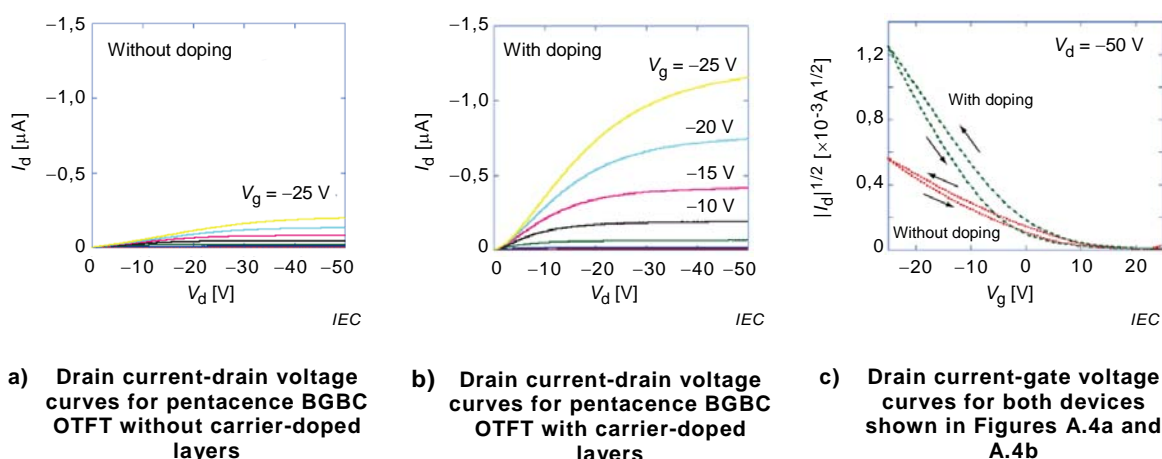 −1,5
−1,0
−0,5
0
Without doping
Vg = −25 V
0 −10 −20 −30 −40 −50
Vd [V]
Id [μA]
IEC
a) Drain current-drain voltage
curves for pentacence BGBC
OTFT without carrier-doped
layers
−1,5
−1,0
−0,5
0
With doping
Vg = −25 V
−20 V
−15 V
−10 V
0 −10 −20 −30 −40 −50
Vd [V]
Id [μA]
IEC
b) Drain current-drain voltage
curves for pentacence BGBC
OTFT with carrier-doped
layers
1,2
0,8
0,4
0
Vd = −50 V
With doping
Without doping
−20 −10 0 10 20
Vg [V]
|Id|1/2 [×10-3A1/2]
IEC
c) Drain current-gate voltage
curves for both devices
shown in Figures A.4a and
A.4b